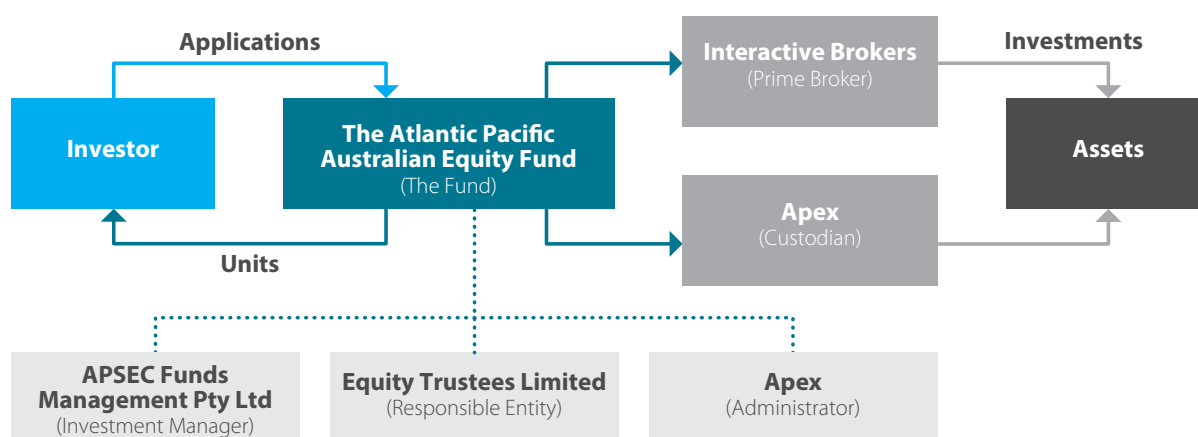 Applications
Investor
Units
The Atlantic Pacific
Australian Equity Fund
(The Fund)
Interactive Brokers
(Prime Broker)
Apex
(Custodian)
Investments
Assets
APSEC Funds
Management Pty Ltd
(Investment Manager)
Equity Trustees Limited
(Responsible Entity)
Apex
(Administrator)